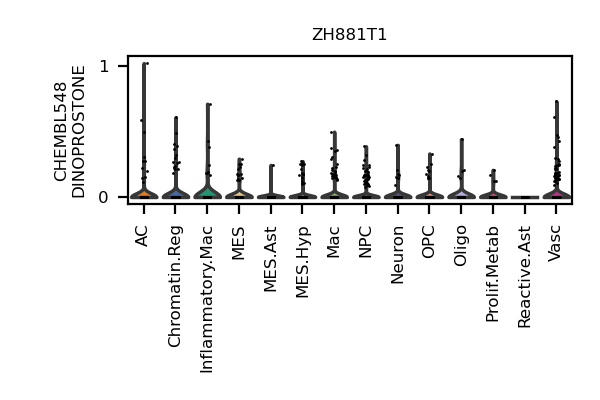 ZH881T1
CHEMBL548
DINOPROSTONE
1
0
AC
Chromatin.Reg
Inflammatory.Mac
MES
MES.Ast
MES.Hyp
Mac
NPC
Neuron
OPC
Oligo
Prolif.Metab
Reactive.Ast
Vasc